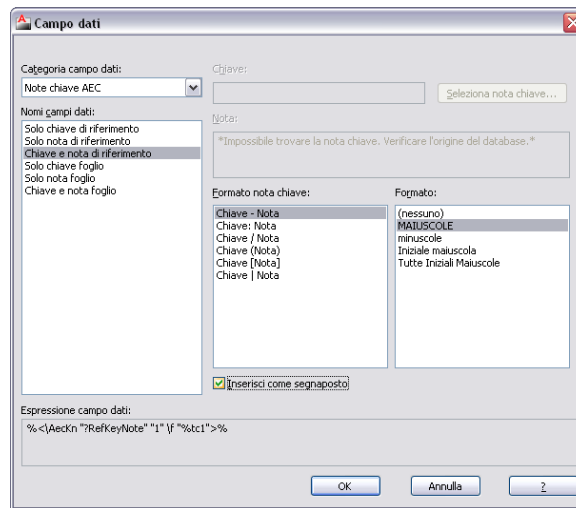 Campo dati
Categoria campo dati:
Note chiave AEC
Nomi campi dati:
Solo chiave di riferimento
Solo nota di riferimento
Chiave e nota di riferimento
Solo chiave foglio
Solo nota foglio
Chiave e nota foglio
Chiave:
Seleziona nota chiave...
Nota:
*Impossibile trovare la nota chiave. Verificare l'origine del database.*
Formato nota chiave:
Chiave - Nota
Chiave: Nota
Chiave / Nota
Chiave (Nota)
Chiave [Nota]
Chiave | Nota
Formato:
(nessuno)
MAIUSCOLE
minuscole
Iniziale maiuscola
Tutte Iniziali Maiuscole
Inserisci come segnaposto
Espressione campo dati:
%<\AecKn "?RefKeyNote" "1" \f "%tc1">%
OK
Annulla
?